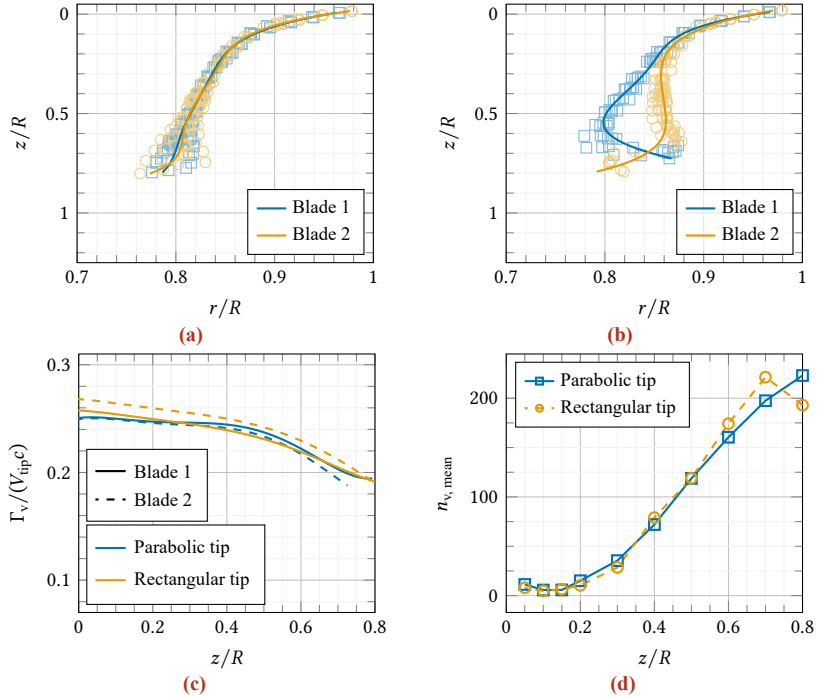 0
0.5
1
z/R
0.7
0.8
0.9
1
r/R
Blade 1
Blade 2
(a)
0
0.5
1
z/R
0.7
0.8
0.9
1
r/R
Blade 1
Blade 2
(b)
0.3
0.2
0.1
Γv/(Vtipc)
0
0.2
0.4
0.6
0.8
z/R
Blade 1
Blade 2
Parabolic tip
Rectangular tip
(c)
200
100
0
nv, mean
0
0.2
0.4
0.6
0.8
z/R
Parabolic tip
Rectangular tip
(d)